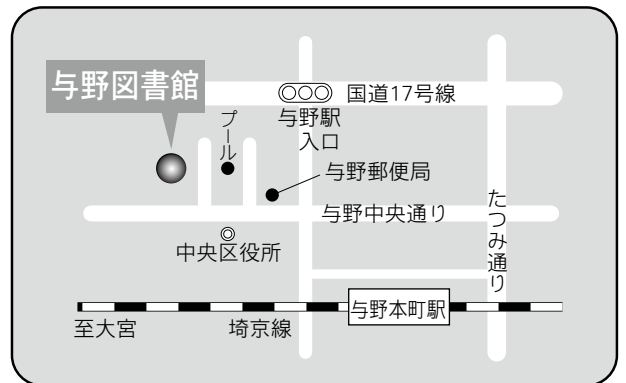 与野図書館
国道17号線
与野駅
入口
プール
与野郵便局
与野中央通り
たつみ通り
中央区役所
与野本町駅
至大宮
埼京線